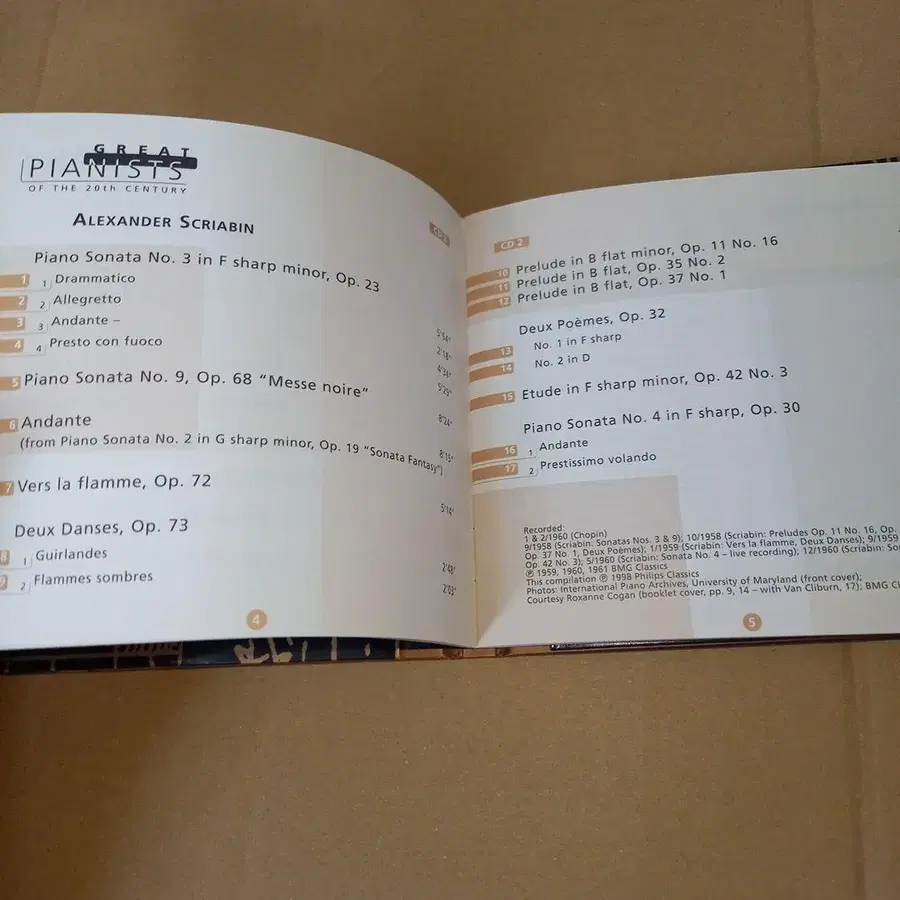 GREAT
PIANISTS
OF THE 20th CENTURY
ALEXANDER SCRIABIN
CD 2
Piano Sonata No. 3 in F sharp minor, Op. 23
1 1 Drammatico 5'54"
2 2 Allegretto 2'18"
3 3 Andante – 4'38"
4 4 Presto con fuoco 5'25"
5 Piano Sonata No. 9, Op. 68 “Messe noire” 8'24"
6 Andante
(from Piano Sonata No. 2 in G sharp minor, Op. 19 “Sonata Fantasy”) 8'15"
7 Vers la flamme, Op. 72 5'14"
Deux Danses, Op. 73
8 1 Guirlandes 2'48"
9 2 Flammes sombres 2'03"
4
CD 2
10 Prelude in B flat minor, Op. 11 No. 16
11 Prelude in B flat, Op. 35 No. 2
12 Prelude in B flat, Op. 37 No. 1
Deux Poèmes, Op. 32
13 No. 1 in F sharp
14 No. 2 in D
15 Etude in F sharp minor, Op. 42 No. 3
Piano Sonata No. 4 in F sharp, Op. 30
16 1 Andante
17 2 Prestissimo volando
Recorded:
1 & 2/1960 (Chopin)
9/1958 (Scriabin: Sonatas Nos. 3 & 9); 10/1958 (Scriabin: Preludes Op. 11 No. 16, Op.
Op. 37 No. 1, Deux Poèmes); 1/1959 (Scriabin: Vers la flamme, Deux Danses); 9/1959
Op. 42 No. 3); 5/1960 (Scriabin: Sonata No. 4 – live recording); 12/1960 (Scriabin:
℗ 1959, 1960, 1961 BMG Classics
This compilation ℗ 1998 Philips Classics
Photos: International Piano Archives, University of Maryland (front cover);
Courtesy Roxanne Cogan (booklet cover, pp. 9, 14 – with Van Cliburn, 17); BMG
5